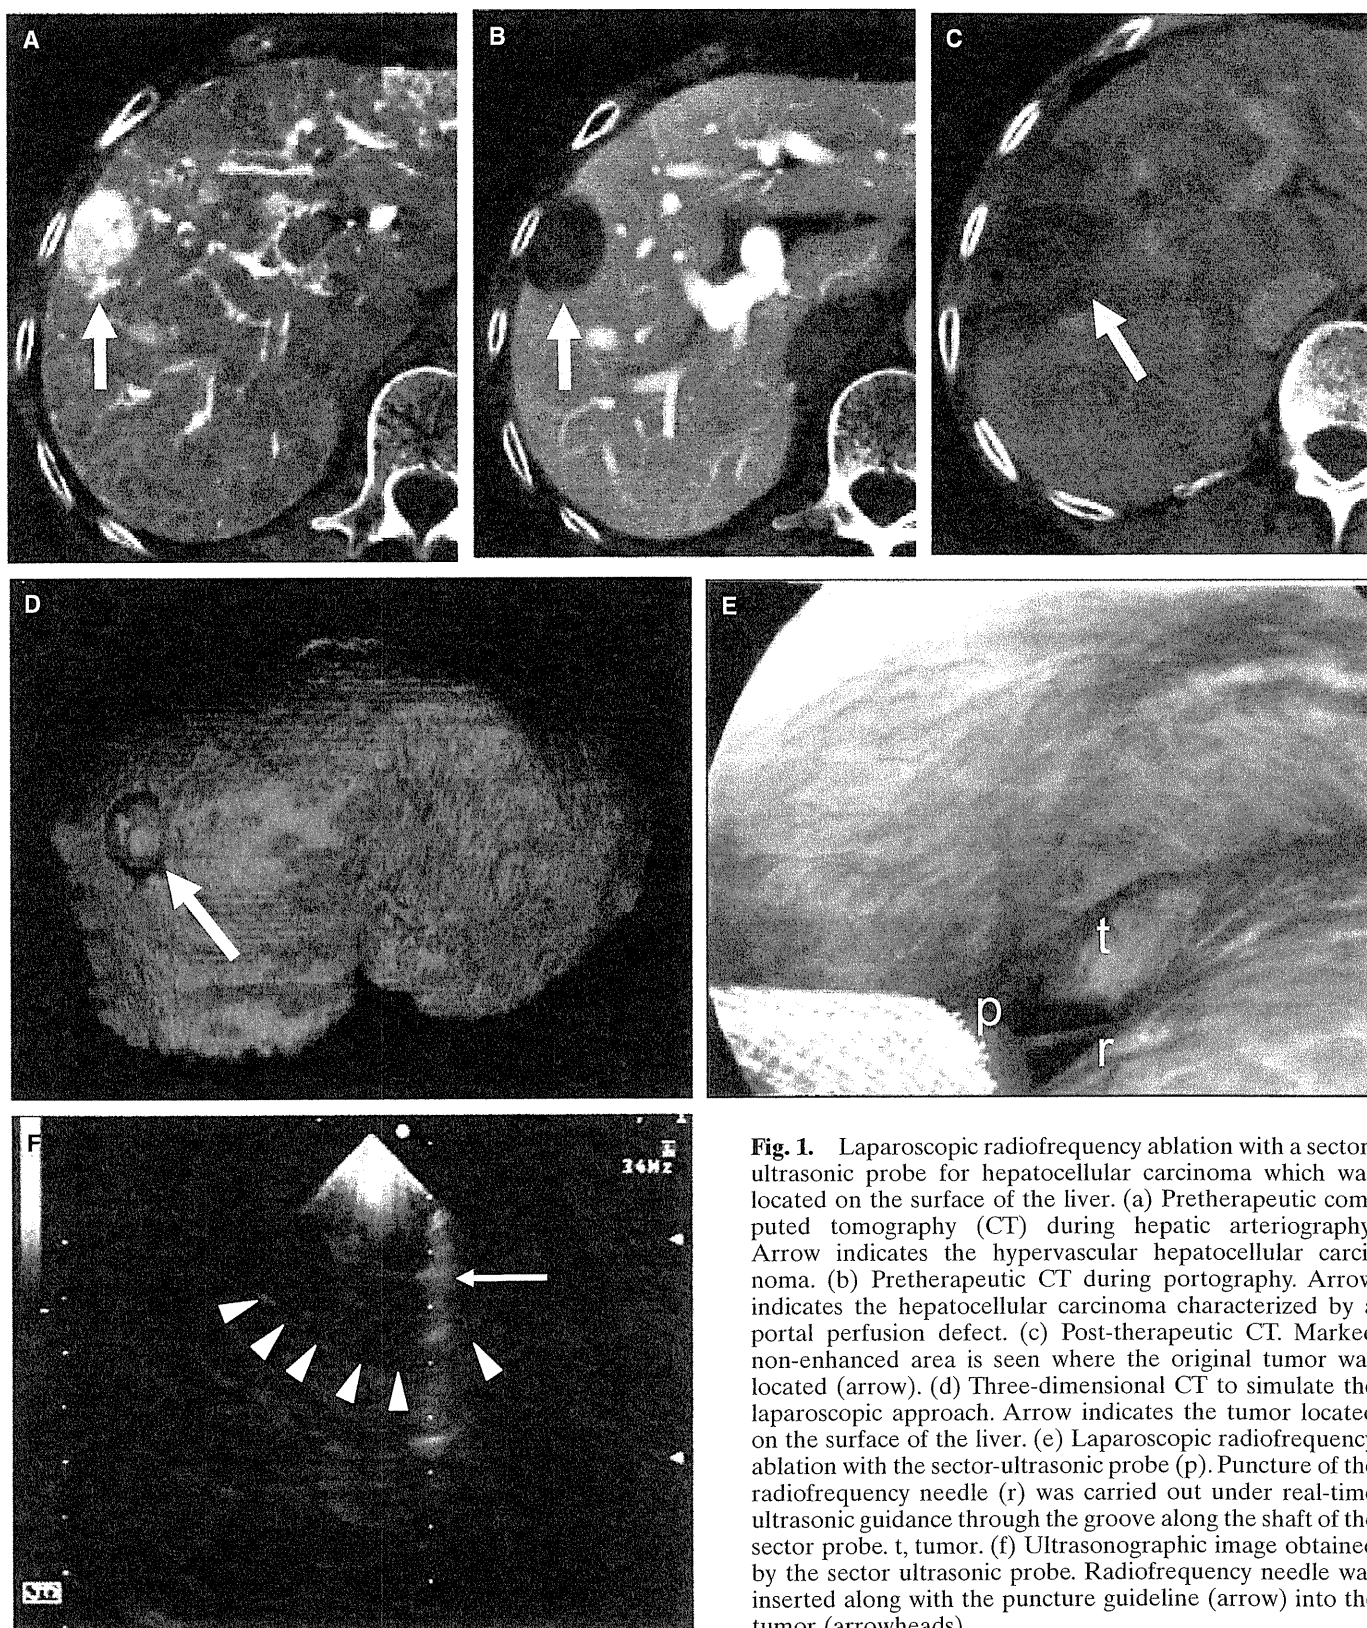 A
B
C
D
E
t
p
r
F
34Hz
Fig. 1. Laparoscopic radiofrequency ablation with a sector
ultrasonic probe for hepatocellular carcinoma which wa
located on the surface of the liver. (a) Pretherapeutic com
puted tomography (CT) during hepatic arteriography
Arrow indicates the hypervascular hepatocellular carci
noma. (b) Pretherapeutic CT during portography. Arrow
indicates the hepatocellular carcinoma characterized by a
portal perfusion defect. (c) Post-therapeutic CT. Marked
non-enhanced area is seen where the original tumor wa
located (arrow). (d) Three-dimensional CT to simulate the
laparoscopic approach. Arrow indicates the tumor located
on the surface of the liver. (e) Laparoscopic radiofrequency
ablation with the sector-ultrasonic probe (p). Puncture of the
radiofrequency needle (r) was carried out under real-time
ultrasonic guidance through the groove along the shaft of the
sector probe. t, tumor. (f) Ultrasonographic image obtained
by the sector ultrasonic probe. Radiofrequency needle wa
inserted along with the puncture guideline (arrow) into the
tumor (arrowheads)